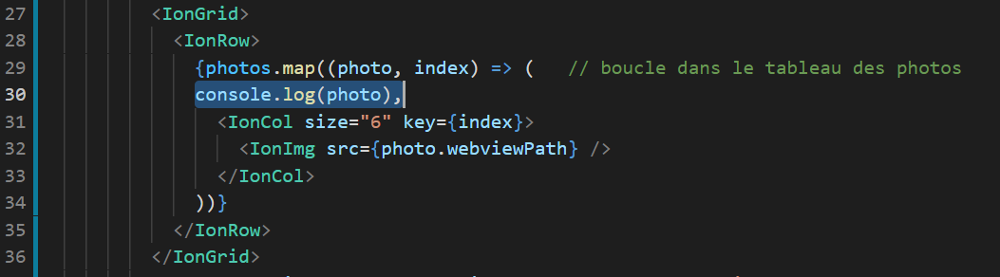 27 <IonGrid>
28 <IonRow>
29 {photos.map((photo, index) => ( // boucle dans le tableau des photos
30 console.log(photo),
31 <IonCol size="6" key={index}>
32 <IonImg src={photo.webviewPath} />
33 </IonCol>
34 ))}
35 </IonRow>
36 </IonGrid>